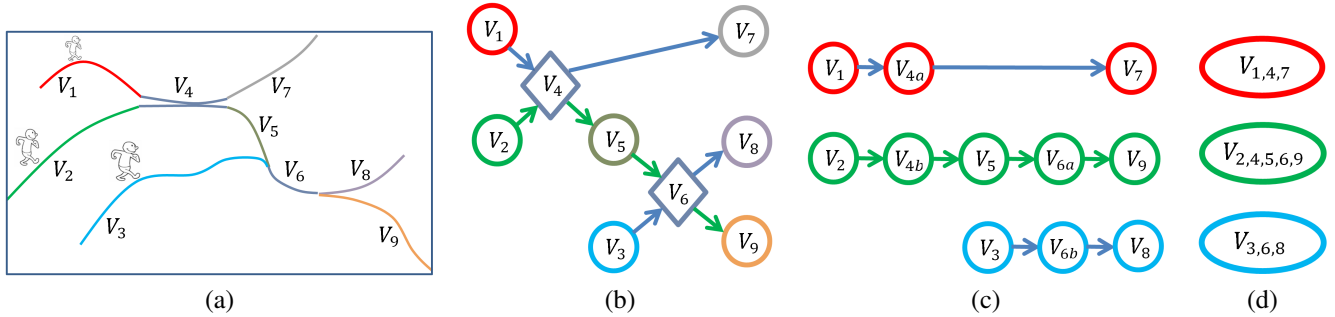 V₁
V₂
V₃
V₄
V₅
V₆
V₇
V₈
V₉
(a)
V₁
V₂
V₃
V₄
V₅
V₆
V₇
V₈
V₉
(b)
V₁ V₄ₐ V₇
V₂ V₄b V₅ V₆ₐ V₉
V₃ V₆b V₈
(c)
V₁,₄,₇
V₂,₄,₅,₆,₉
V₃,₆,₈
(d)